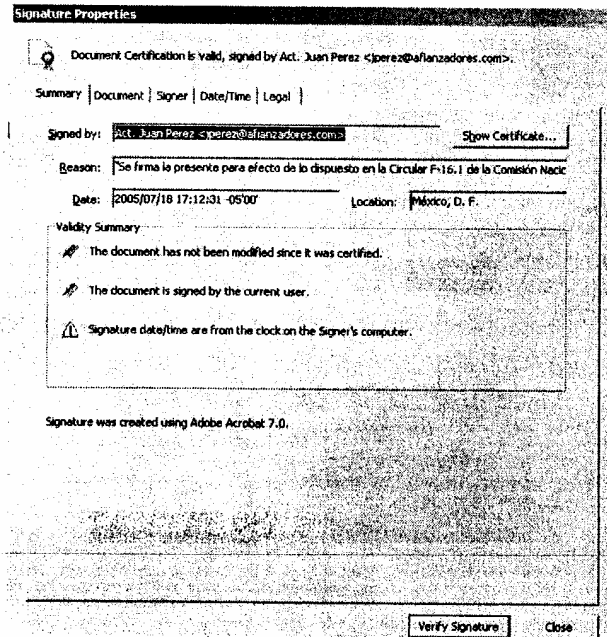 Signature Properties
Document Certification is valid, signed by Act. Juan Perez <jperez@afianzadores.com>.
Summary Document Signer Date/Time Legal
Signed by: Act. Juan Perez <jperez@afianzadores.com> Show Certificate...
Reason: "Se firma la presente para efecto de lo dispuesto en la Circular F-16.1 de la Comisión Nacic
Date: 2005/07/18 17:12:31 -05'00' Location: México, D. F.
Validity Summary
The document has not been modified since it was certified.
The document is signed by the current user.
Signature date/time are from the clock on the Signer's computer.
Signature was created using Adobe Acrobat 7.0.
Verify Signature Close